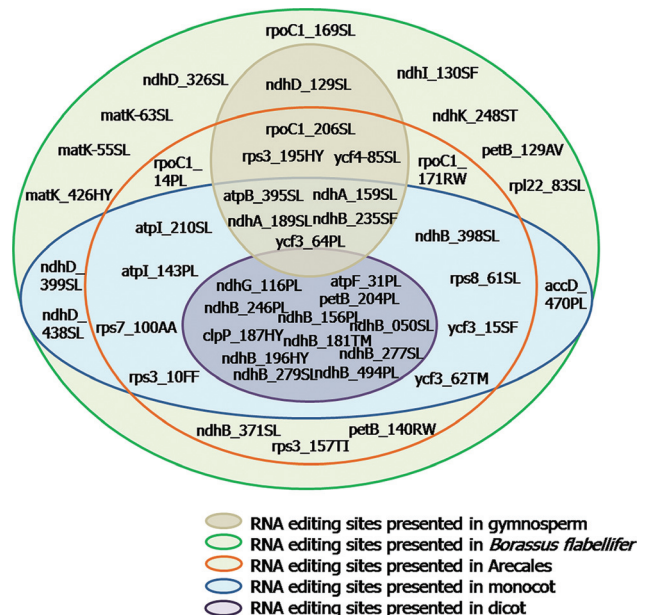 rpoC1_169SL
ndhD_326SL
ndhD_129SL
ndhI_130SF
matK-63SL
ndhK_248ST
rpoC1_206SL
matK-55SL
rpoC1_
14PL
rps3_195HY
ycf4-85SL
rpoC1_
171RW
petB_129AV
matK_426HY
rpl22_83SL
atpB_395SL
ndhA_159SL
atpI_210SL
ndhA_189SL
ndhB_235SF
ycf3_64PL
ndhB_398SL
ndhD_
399SL
atpI_143PL
ndhG_116PL
atpF_31PL
rps8_61SL
accD_
470PL
ndhB_246PL
petB_204PL
ndhD_
438SL
rps7_100AA
ndhB_156PL
ndhB_050SL
ycf3_15SF
clpP_187HY
ndhB_181TM
ndhB_196HY
ndhB_277SL
rps3_10FF
ndhB_279SL
ndhB_494PL
ycf3_62TM
ndhB_371SL
petB_140RW
rps3_157TI
RNA editing sites presented in gymnosperm
RNA editing sites presented in Borassus flabellifer
RNA editing sites presented in Arecales
RNA editing sites presented in monocot
RNA editing sites presented in dicot